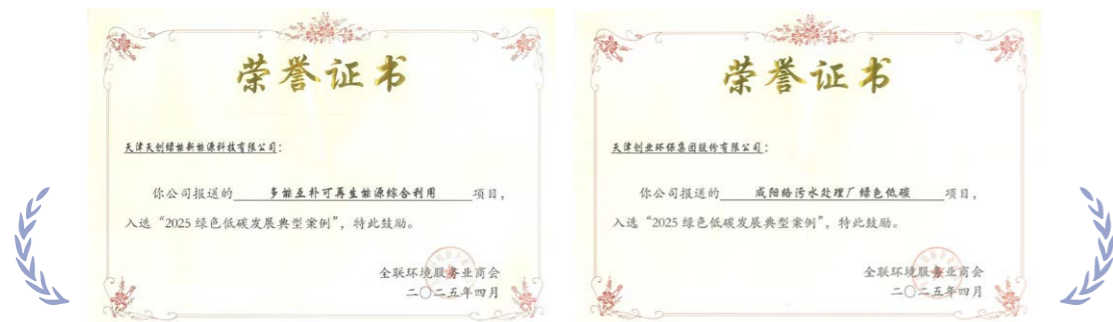 荣誉证书
天津天创绿能新能源科技有限公司：
你公司报送的 多能互补可再生能源综合利用 项目，
入选“2025绿色低碳发展典型案例”，特此鼓励。
全联环境服务业商会
二〇二五年四月
荣誉证书
天津创业环保集团股份有限公司：
你公司报送的 咸阳路污水处理厂绿色低碳 项目，
入选“2025绿色低碳发展典型案例”，特此鼓励。
全联环境服务业商会
二〇二五年四月